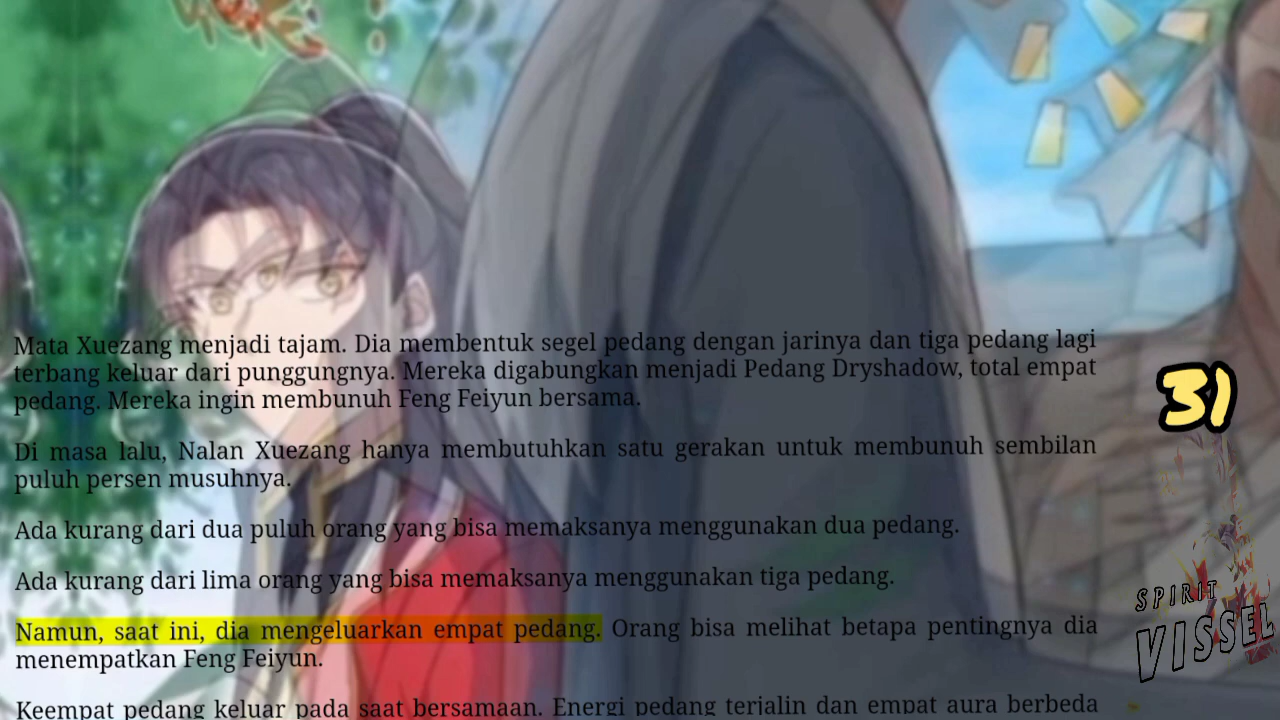 Mata Xuezang menjadi tajam. Dia membentuk segel pedang dengan jarinya dan tiga pedang lagi
terbang keluar dari punggungnya. Mereka digabungkan menjadi Pedang Dryshadow, total empat
pedang. Mereka ingin membunuh Feng Feiyun bersama.
Di masa lalu, Nalan Xuezang hanya membutuhkan satu gerakan untuk membunuh sembilan
puluh persen musuhnya.
Ada kurang dari dua puluh orang yang bisa memaksanya menggunakan dua pedang.
Ada kurang dari lima orang yang bisa memaksanya menggunakan tiga pedang.
Namun, saat ini, dia mengeluarkan empat pedang. Orang bisa melihat betapa pentingnya dia
menempatkan Feng Feiyun.
Keempat pedang keluar pada saat bersamaan. Energi pedang terjalin dan empat aura berbeda
31
SPIRIT
VISSEL